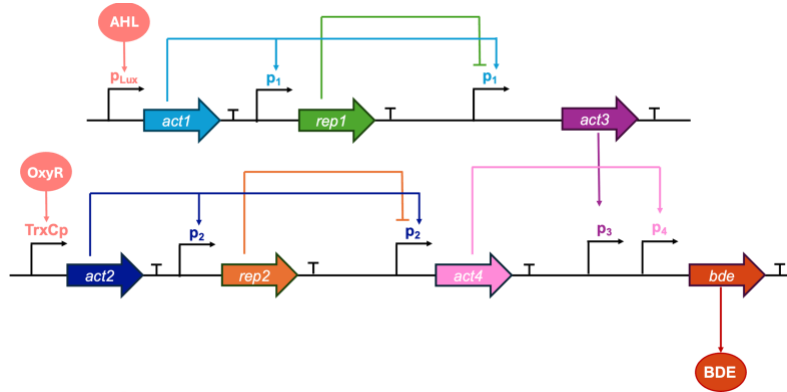 AHL
pLux
p1
p1
act1
rep1
act3
OxyR
TrxCp
p2
p2
p3
p4
act2
rep2
act4
bde
BDE